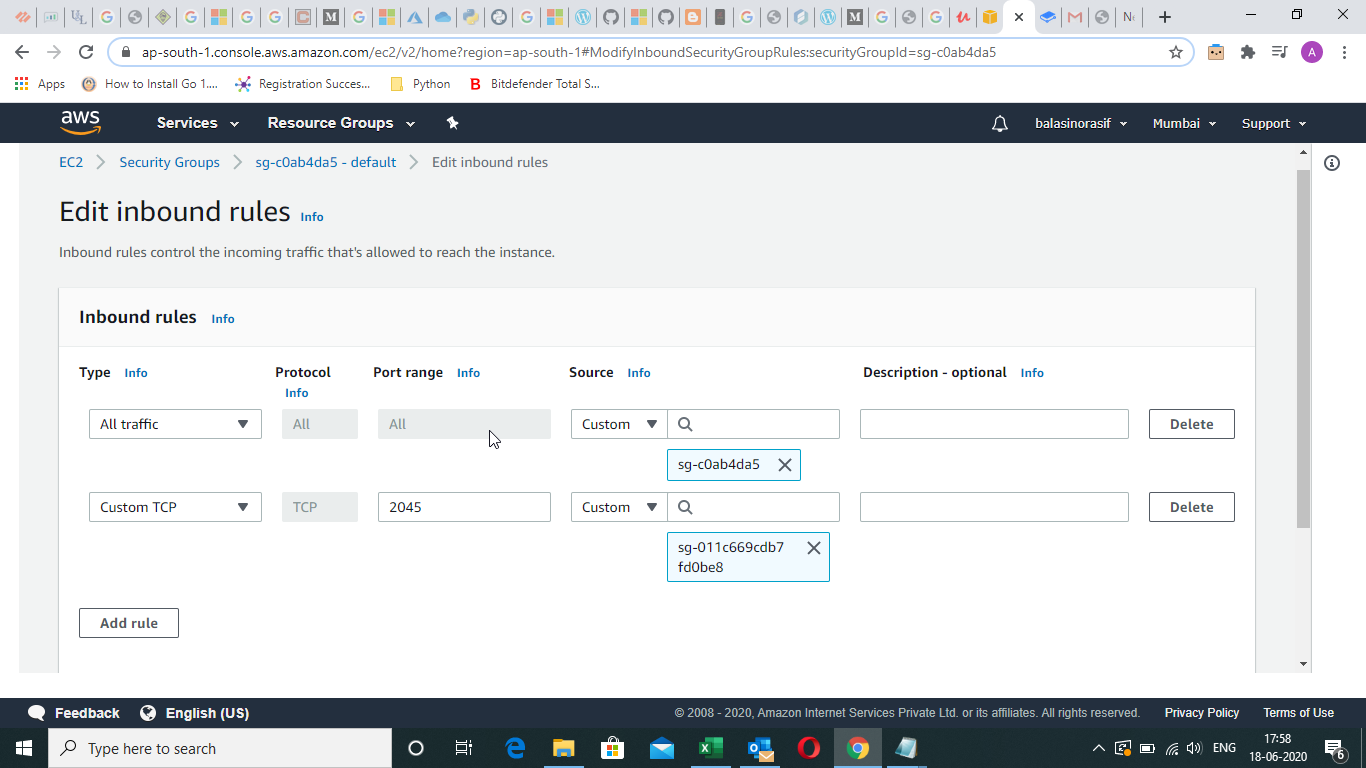 ap-south-1.console.aws.amazon.com/ec2/v2/home?region=ap-south-1#ModifyInboundSecurityGroupRules:securityGroupId=sg-c0ab4da5
A
Apps How to Install Go 1.... Registration Succes... Python Bitdefender Total S...
aws Services Resource Groups balasinorasif Mumbai Support
EC2 Security Groups sg-c0ab4da5 - default Edit inbound rules
Edit inbound rules Info
Inbound rules control the incoming traffic that's allowed to reach the instance.
Inbound rules Info
Type Info Protocol Info Port range Info Source Info Description - optional Info
All traffic All All Custom Delete
sg-c0ab4da5
Custom TCP TCP 2045 Custom Delete
sg-011c669cdb7
fd0be8
Add rule
Feedback English (US) © 2008 - 2020, Amazon Internet Services Private Ltd. or its affiliates. All rights reserved. Privacy Policy Terms of Use
Type here to search ENG 17:58
18-06-2020 6